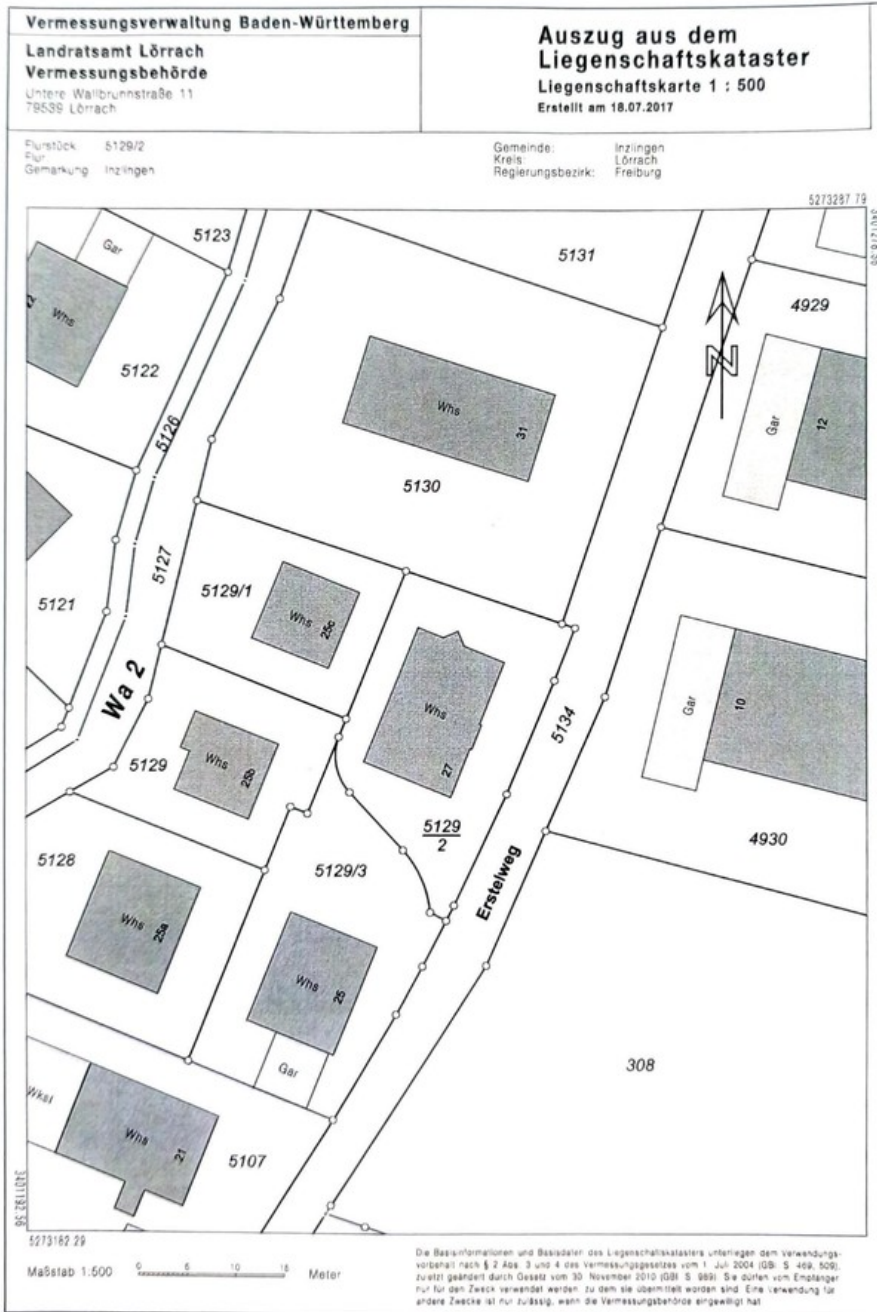 Vermessungsverwaltung Baden-Württemberg
Landratsamt Lörrach
Vermessungsbehörde
Untere Wallbrunnstraße 11
79539 Lörrach
Auszug aus dem
Liegenschaftskataster
Liegenschaftskarte 1 : 500
Erstellt am 18.07.2017
Flurstück 5129/2
Flur
Gemarkung Inzlingen
Gemeinde: Inzlingen
Kreis: Lörrach
Regierungsbezirk: Freiburg
5273287.79
5123
5131
Gar
4929
42
Whs
5122
Whs
31
Gar
12
N
5126
5130
5127
5121
5129/1
Whs
25c
Wa 2
Whs
27
5134
Gar
10
5129
Whs
25b
5129
2
4930
5128
5129/3
Erstelweg
Whs
25a
Whs
25
Gar
308
Wkst
Whs
21
5107
3401192.56
5273182.29
Maßstab 1:500
0 5 10 15 Meter
Die Basisinformationen und Basisdaten des Liegenschaftskatasters unterliegen dem Verwendungs-
vorbehalt nach § 2 Abs. 3 und 4 des Vermessungsgesetzes vom 1. Juli 2004 (GBl. S. 469, 509),
zuletzt geändert durch Gesetz vom 30. November 2010 (GBl. S. 989). Sie dürfen vom Empfänger
nur für den Zweck verwendet werden, zu dem sie übermittelt worden sind. Eine Verwendung für
andere Zwecke ist nur zulässig, wenn die Vermessungsbehörde eingewilligt hat.